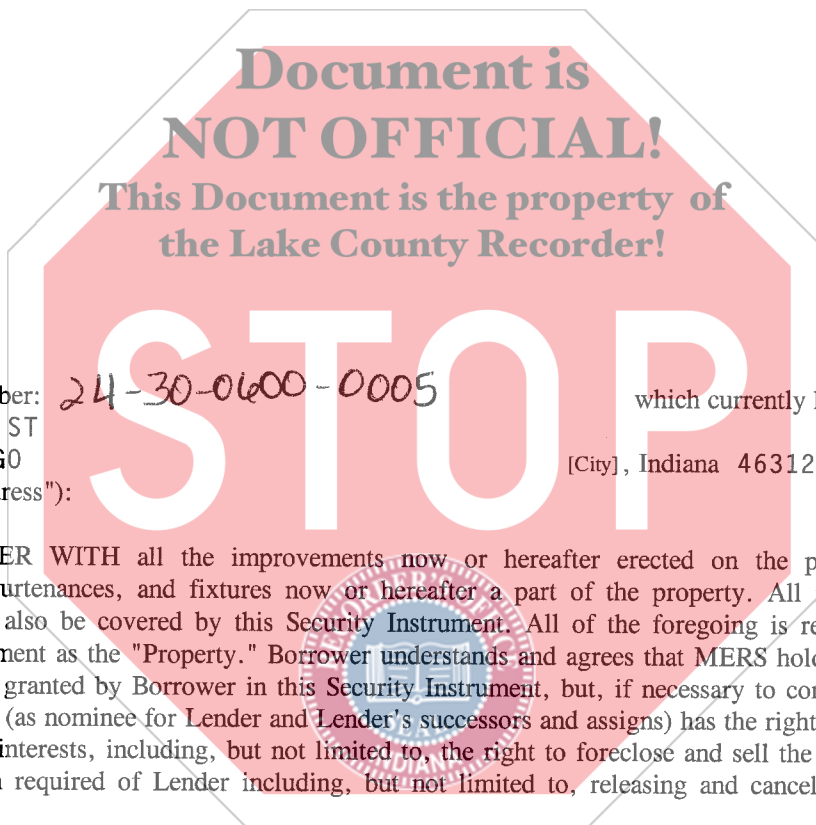 Document is
NOT OFFICIAL!
This Document is the property of
the Lake County Recorder!
STOP
ber: 24-30-0600-0005 which currently
ST
GO [City], Indiana 46312
ress"):
ER WITH all the improvements now or hereafter erected on the p
urtenances, and fixtures now or hereafter a part of the property. All
also be covered by this Security Instrument. All of the foregoing is re
ment as the "Property." Borrower understands and agrees that MERS hold
granted by Borrower in this Security Instrument, but, if necessary to con
(as nominee for Lender and Lender's successors and assigns) has the right
interests, including, but not limited to, the right to foreclose and sell the
required of Lender including, but not limited to, releasing and cancel
RECORDER'S OFFICE
INDIANA